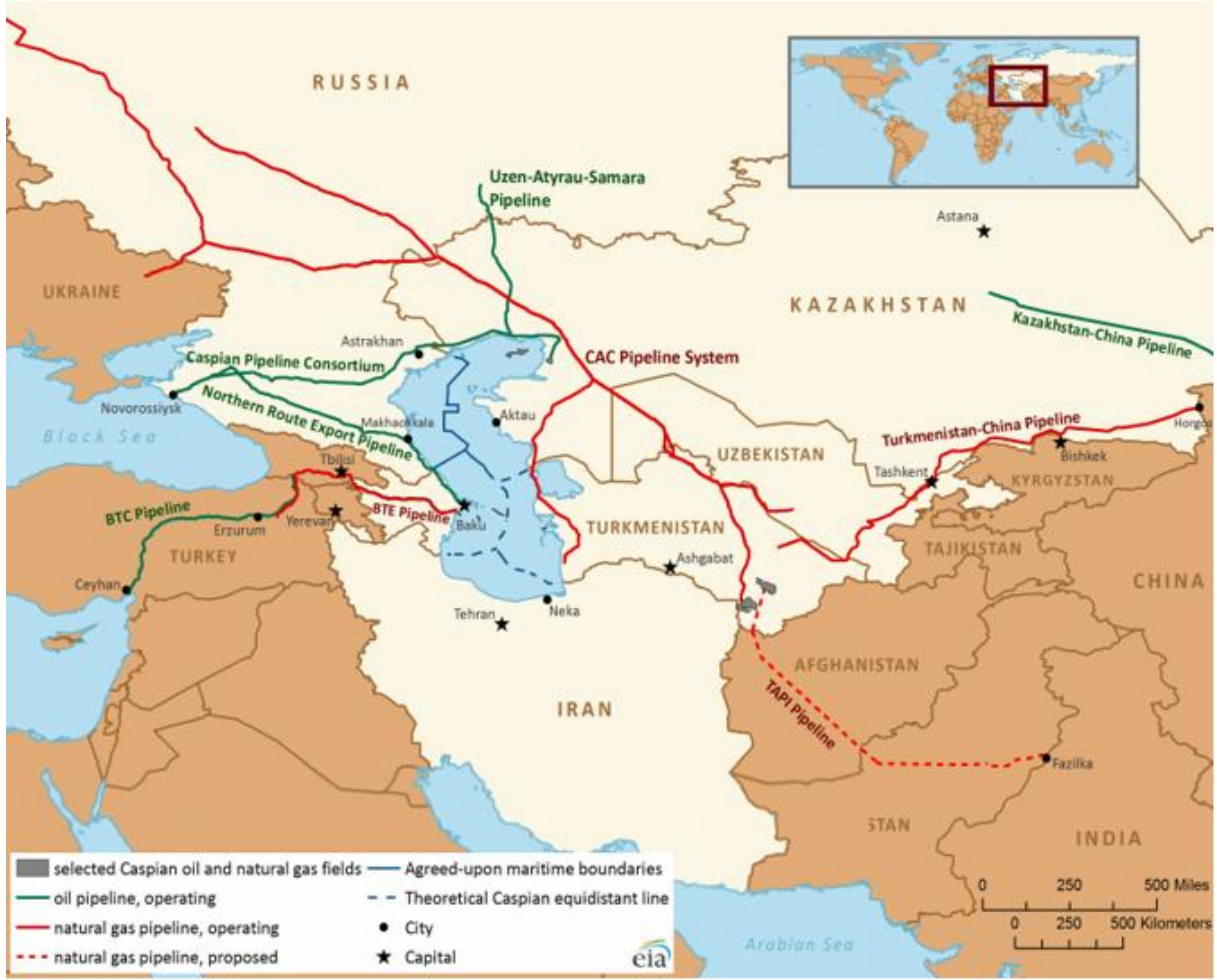 RUSSIA
Uzen-Atyrau-Samara
Pipeline
Astana
UKRAINE
KAZAKHSTAN
Kazakhstan-China Pipeline
Astrakhan
Caspian Pipeline Consortium
CAC Pipeline System
Novorossiysk
Northern Route Export Pipeline
Makhachkala
Aktau
Black Sea
Turkmenistan-China Pipeline
Horgos
UZBEKISTAN
Bishkek
Tbilisi
Tashkent
KYRGYZSTAN
BTC Pipeline
BTE Pipeline
Baku
Erzurum
Yerevan
TURKMENISTAN
TURKEY
TAJIKISTAN
Ashgabat
Ceyhan
CHINA
Tehran
Neka
AFGHANISTAN
IRAN
TAPI Pipeline
Fazilka
STAN
INDIA
selected Caspian oil and natural gas fields
Agreed-upon maritime boundaries
oil pipeline, operating
Theoretical Caspian equidistant line
natural gas pipeline, operating
City
natural gas pipeline, proposed
Capital
eia
0 250 500 Miles
0 250 500 Kilometers
Arabian Sea